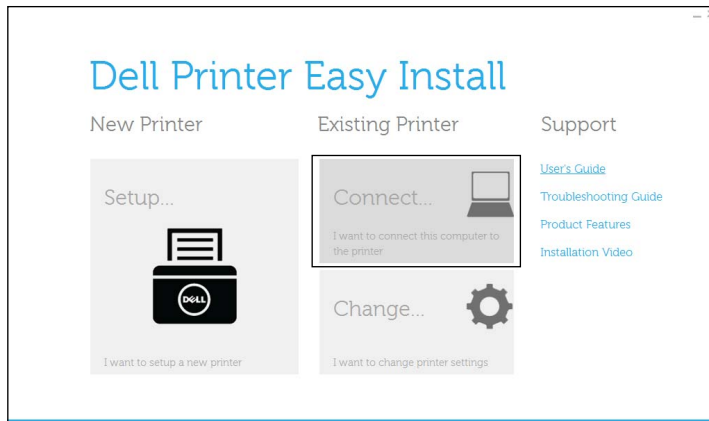 Dell Printer Easy Install
New Printer
Existing Printer
Support
Setup...
DELL
I want to setup a new printer
Connect...
I want to connect this computer to
the printer
Change...
I want to change printer settings
User's Guide
Troubleshooting Guide
Product Features
Installation Video